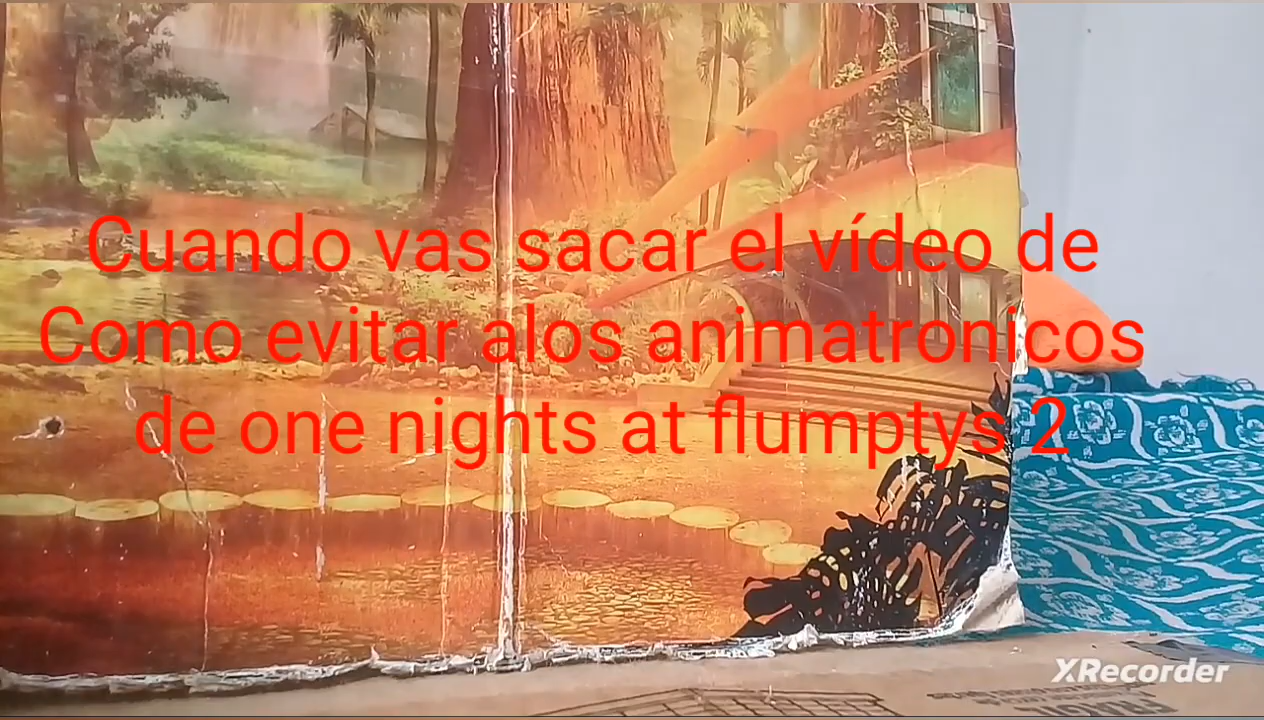 Cuando vas sacar el vídeo de
Como evitar alos animatronicos
de one nights at flumptys 2
XRecorder